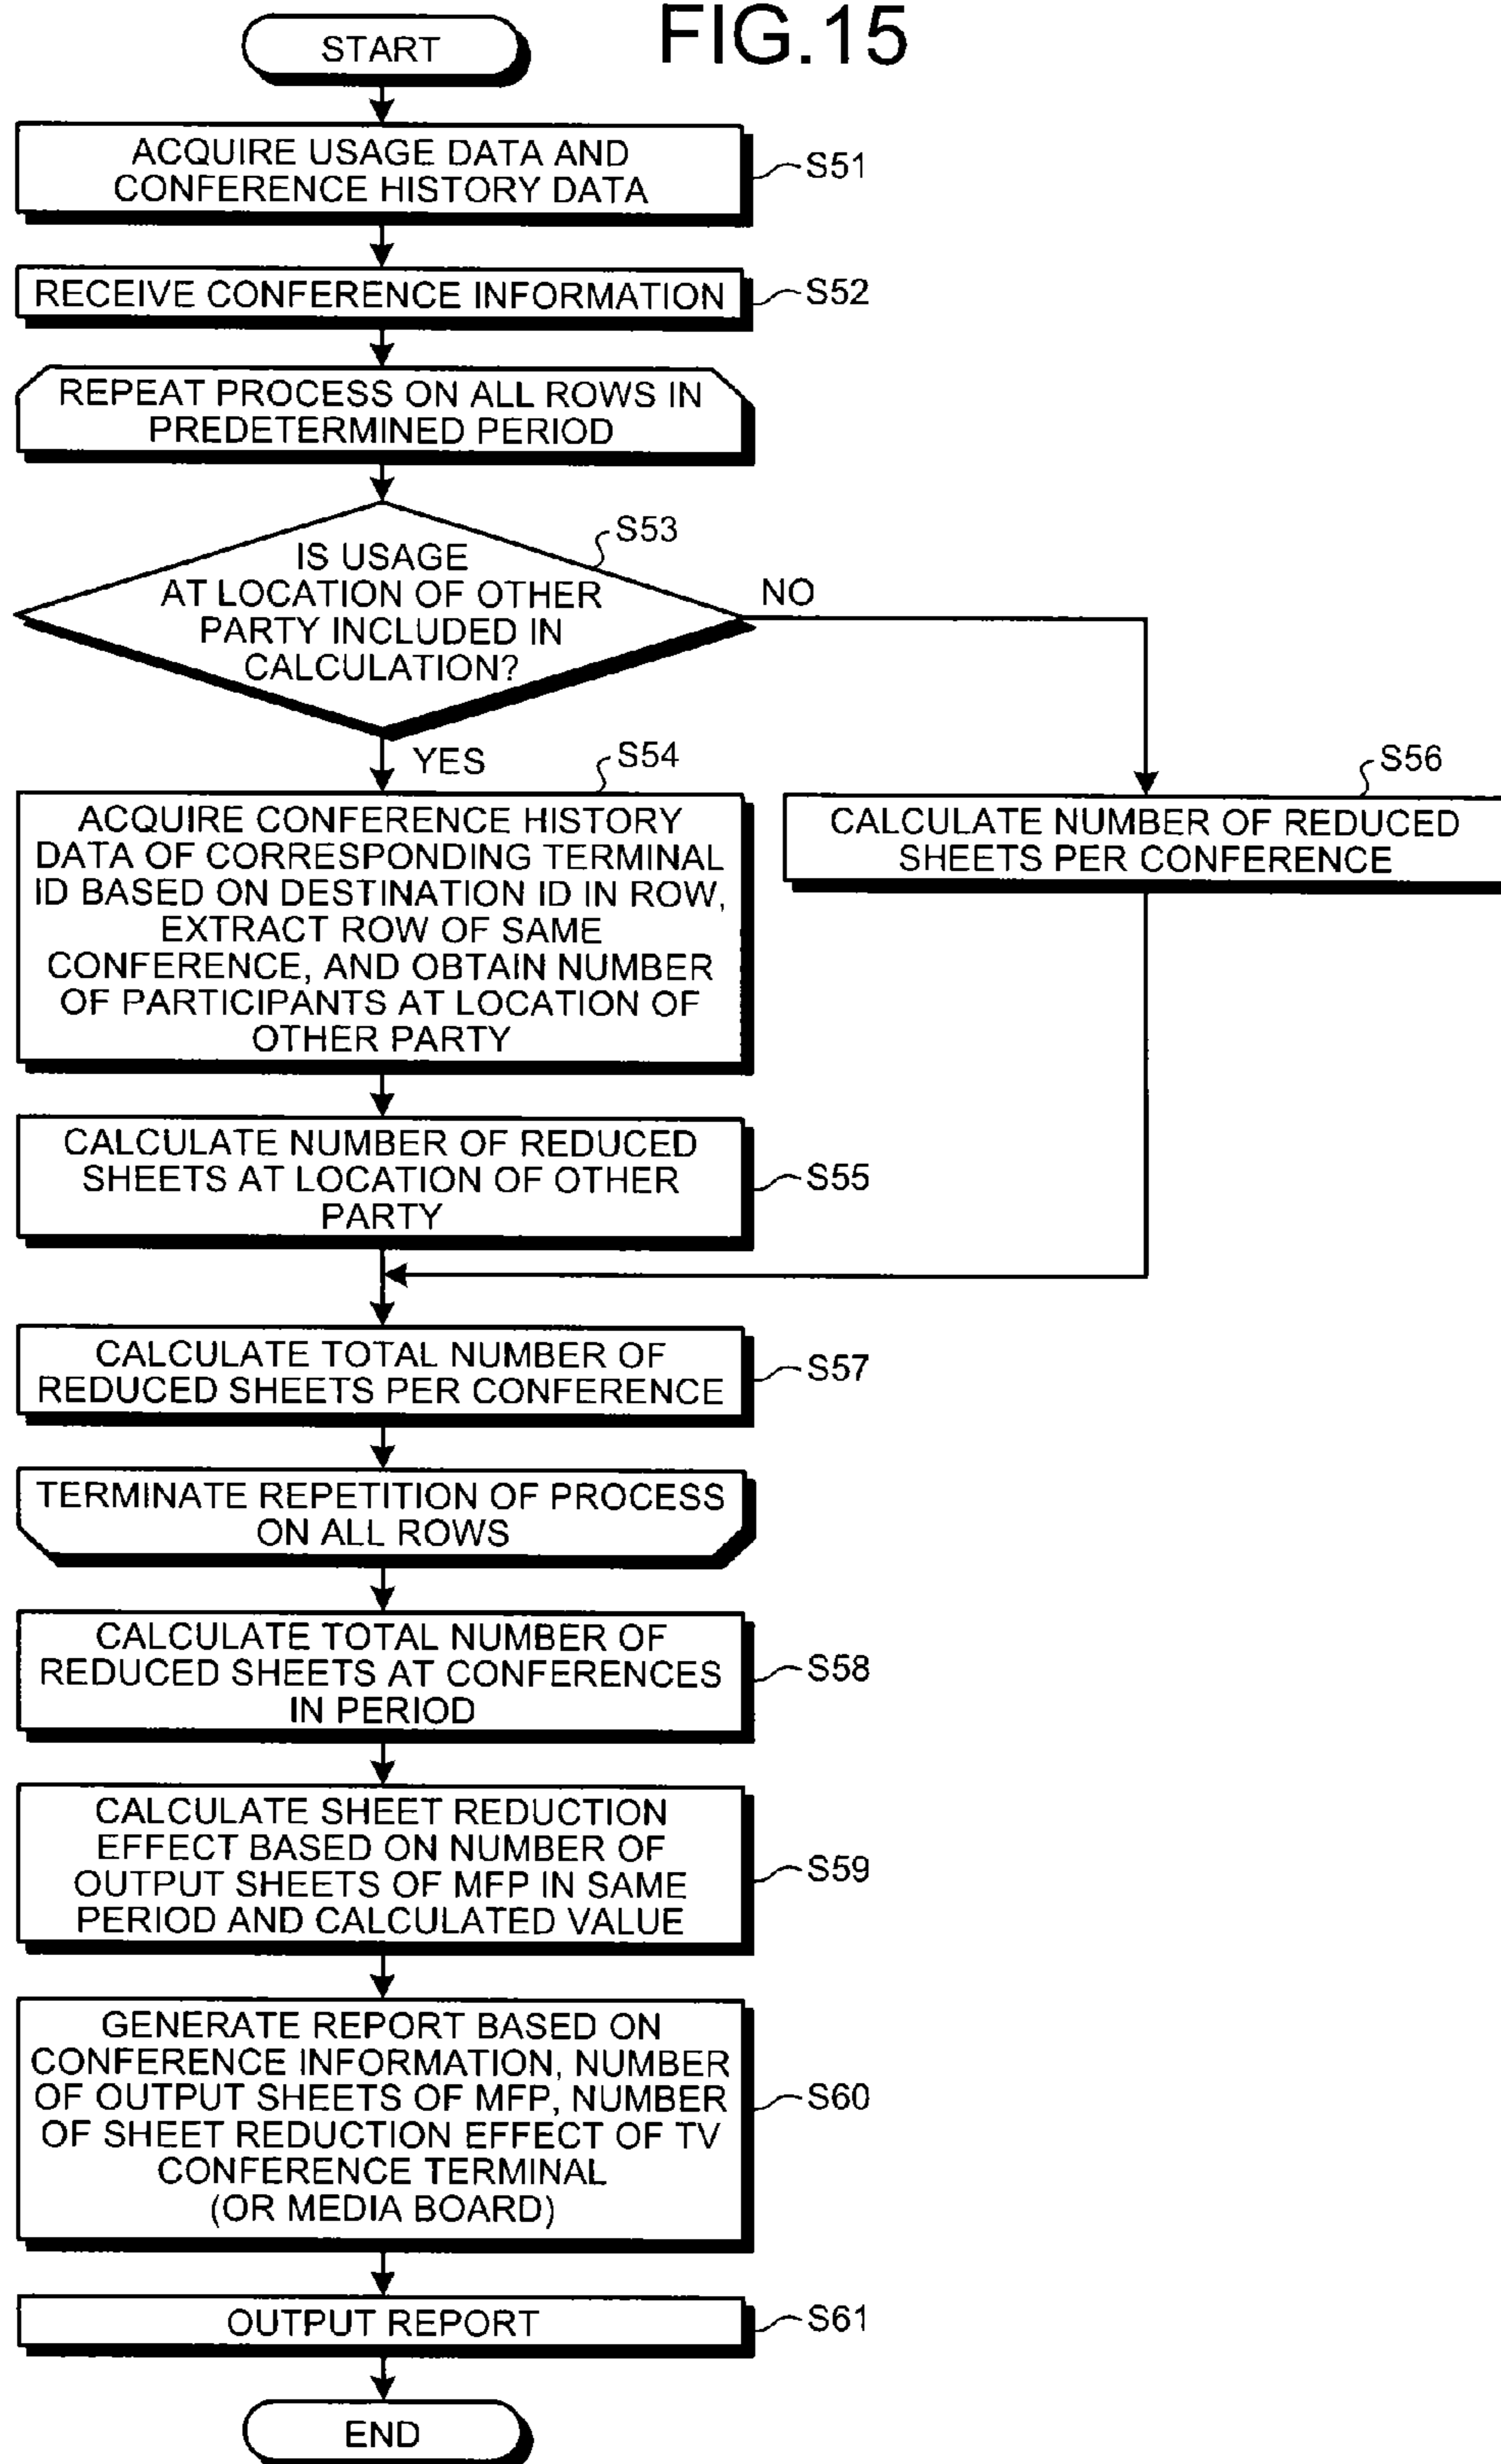 FIG.15
START
ACQUIRE USAGE DATA AND
CONFERENCE HISTORY DATA
S51
RECEIVE CONFERENCE INFORMATION
S52
REPEAT PROCESS ON ALL ROWS IN
PREDETERMINED PERIOD
S53
IS USAGE
AT LOCATION OF OTHER
PARTY INCLUDED IN
CALCULATION?
NO
YES
S54
ACQUIRE CONFERENCE HISTORY
DATA OF CORRESPONDING TERMINAL
ID BASED ON DESTINATION ID IN ROW,
EXTRACT ROW OF SAME
CONFERENCE, AND OBTAIN NUMBER
OF PARTICIPANTS AT LOCATION OF
OTHER PARTY
S56
CALCULATE NUMBER OF REDUCED
SHEETS PER CONFERENCE
CALCULATE NUMBER OF REDUCED
SHEETS AT LOCATION OF OTHER
PARTY
S55
CALCULATE TOTAL NUMBER OF
REDUCED SHEETS PER CONFERENCE
S57
TERMINATE REPETITION OF PROCESS
ON ALL ROWS
CALCULATE TOTAL NUMBER OF
REDUCED SHEETS AT CONFERENCES
IN PERIOD
S58
CALCULATE SHEET REDUCTION
EFFECT BASED ON NUMBER OF
OUTPUT SHEETS OF MFP IN SAME
PERIOD AND CALCULATED VALUE
S59
GENERATE REPORT BASED ON
CONFERENCE INFORMATION, NUMBER
OF OUTPUT SHEETS OF MFP, NUMBER
OF SHEET REDUCTION EFFECT OF TV
CONFERENCE TERMINAL
(OR MEDIA BOARD)
S60
OUTPUT REPORT
S61
END